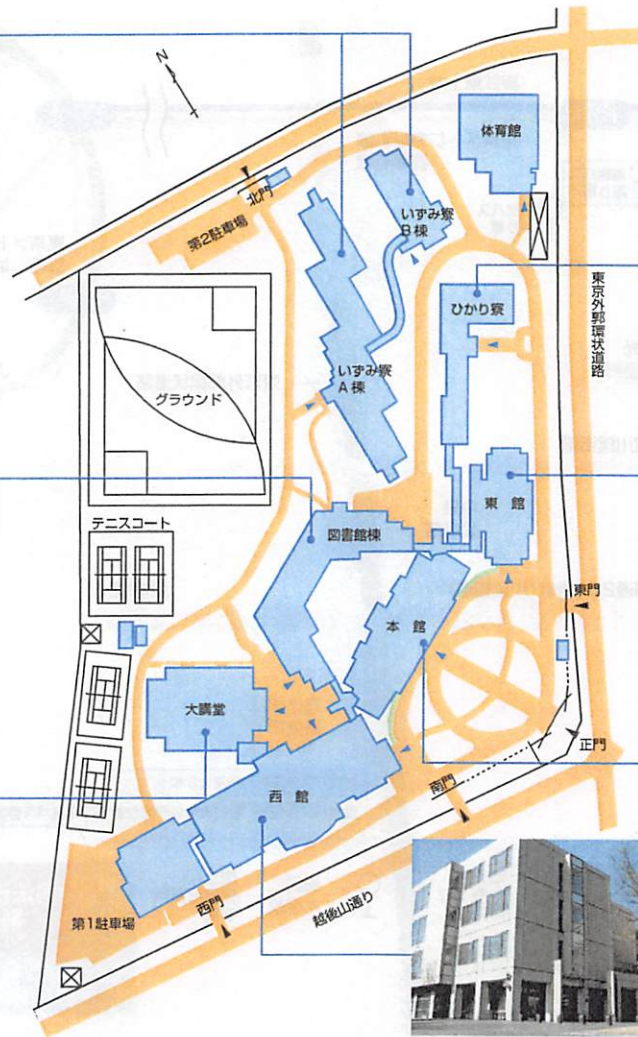 N
体育館
北門
いずみ寮
B棟
第2駐車場
ひかり寮
東京外郭環状道路
いずみ寮
A棟
グラウンド
東館
図書館棟
テニスコート
東門
本館
大講堂
正門
西館
南門
西門
越後山通り
第1駐車場